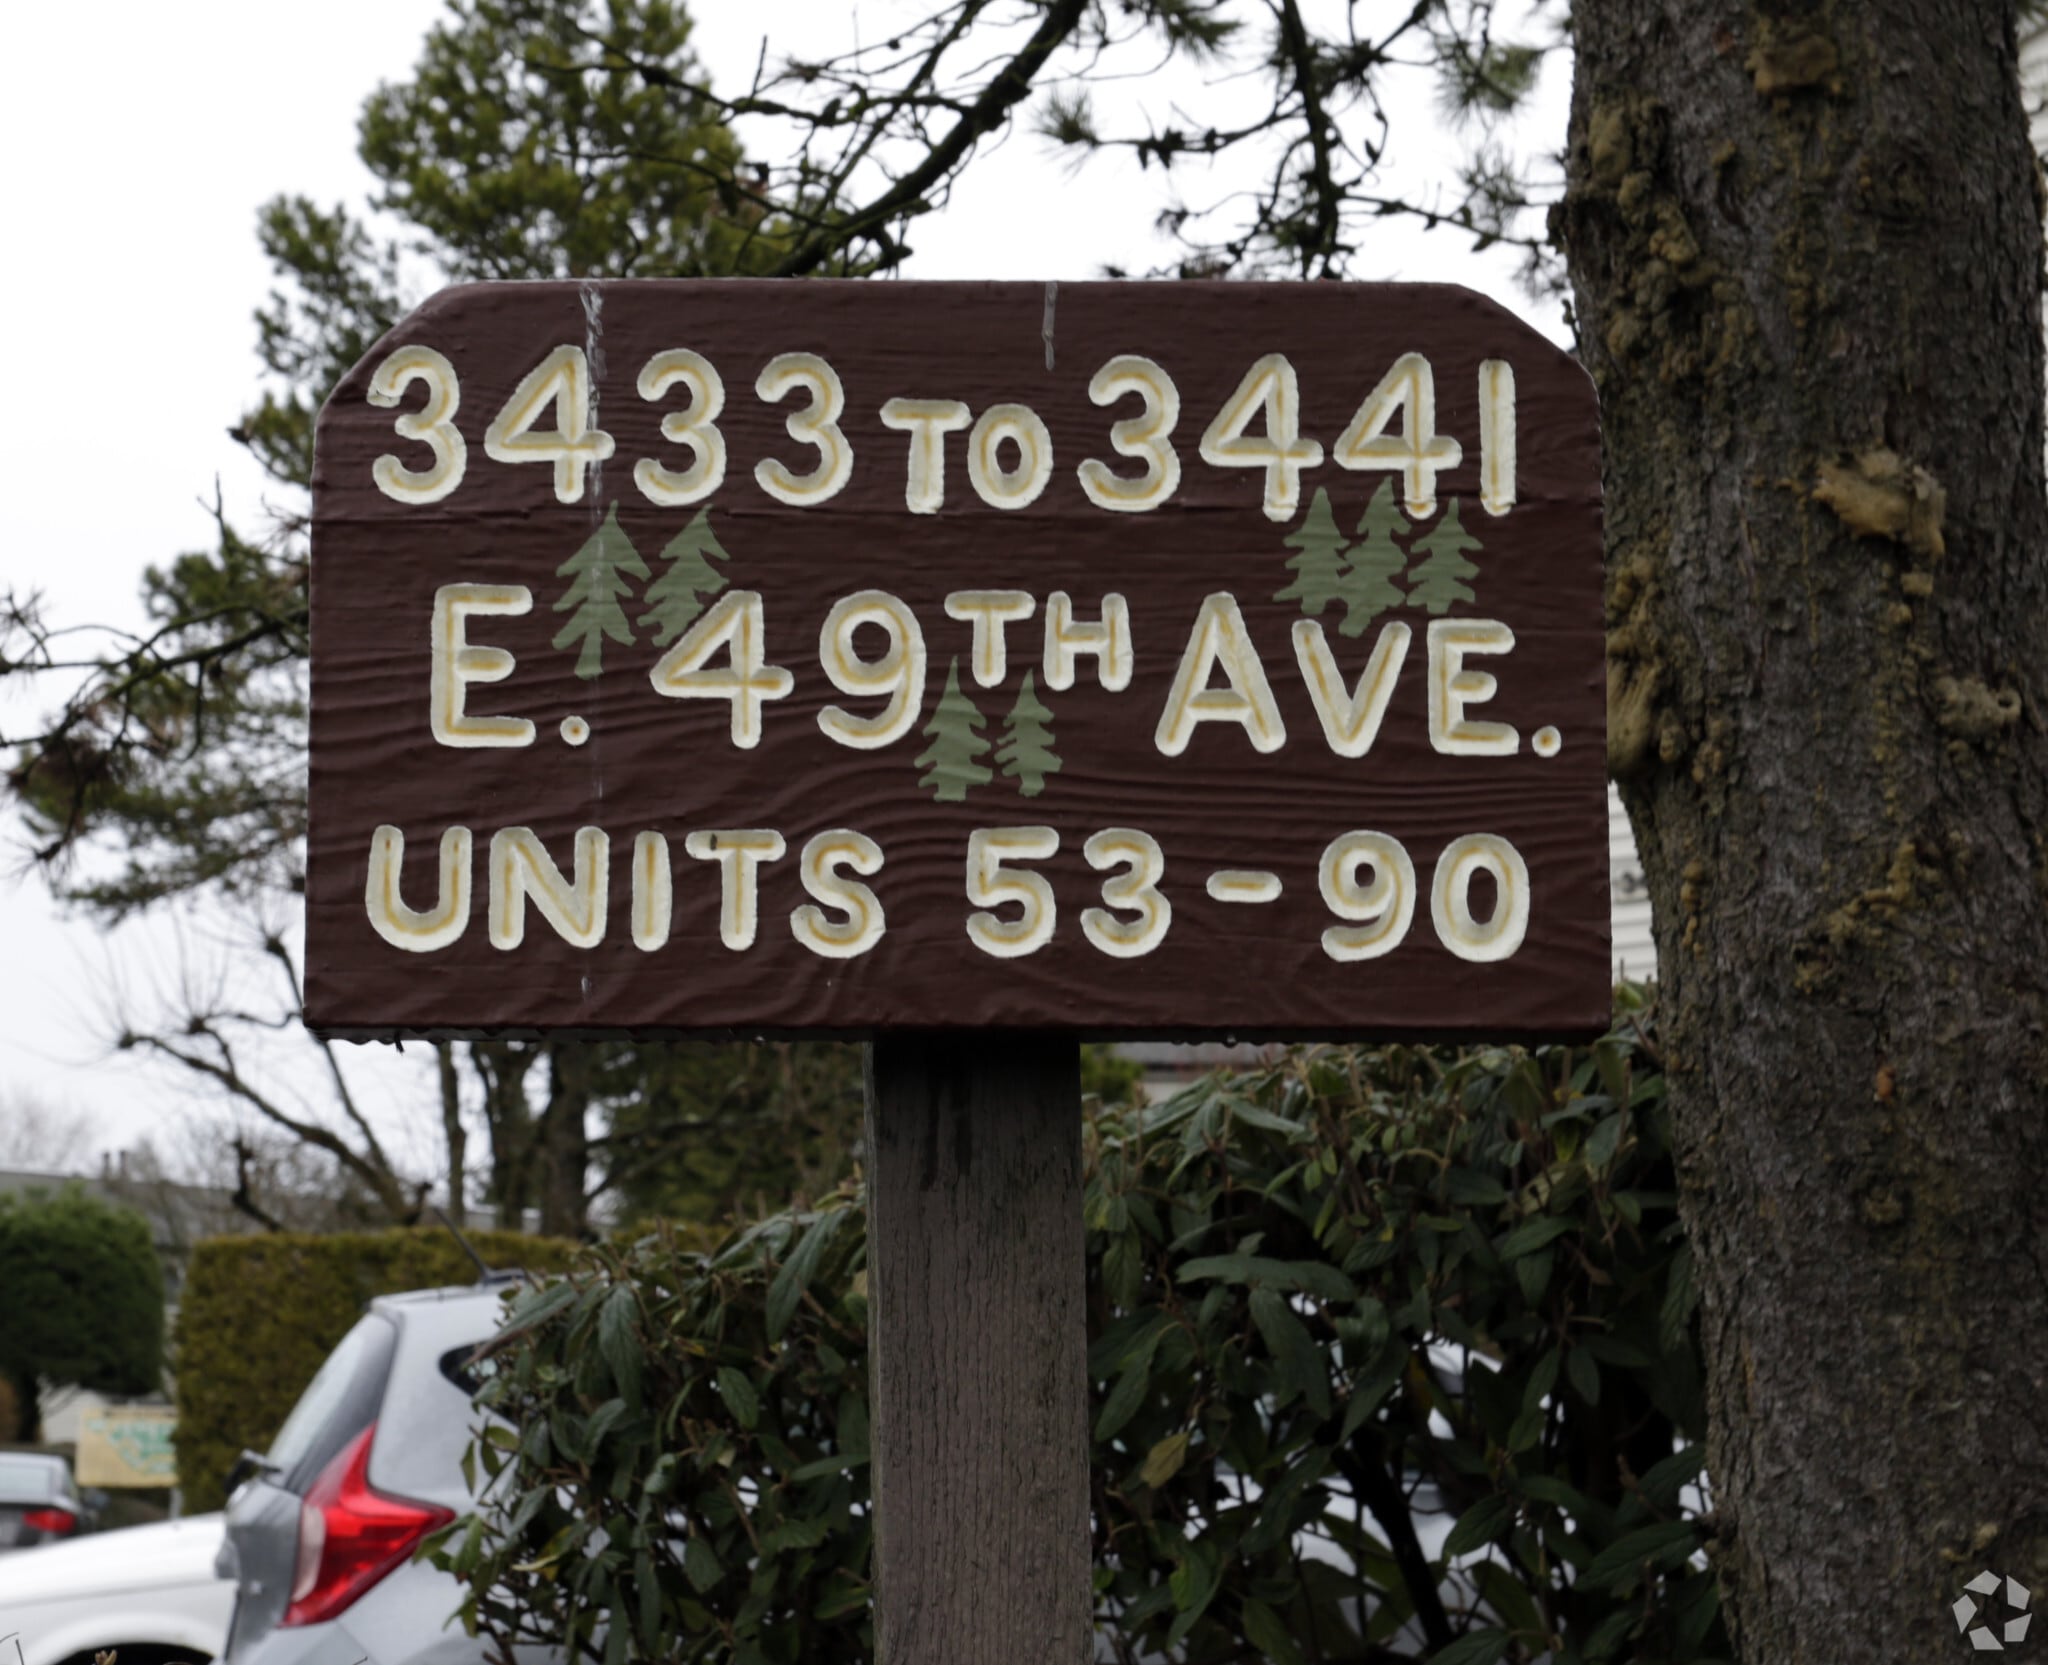 3433 TO 3441
E. 49TH AVE.
UNITS 53-90